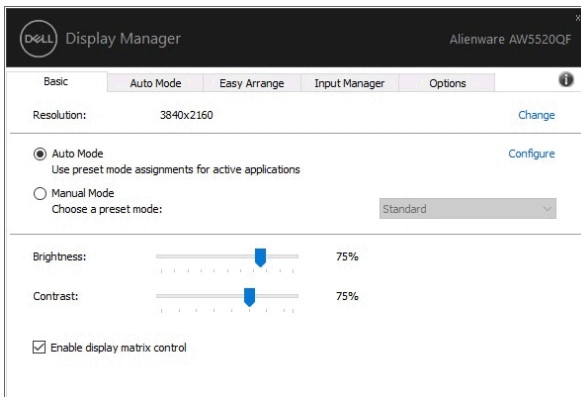 DELL Display Manager Alienware AW5520QF
Basic Auto Mode Easy Arrange Input Manager Options
Resolution: 3840x2160 Change
Auto Mode Configure
Use preset mode assignments for active applications
Manual Mode
Choose a preset mode: Standard
Brightness: 75%
Contrast: 75%
Enable display matrix control